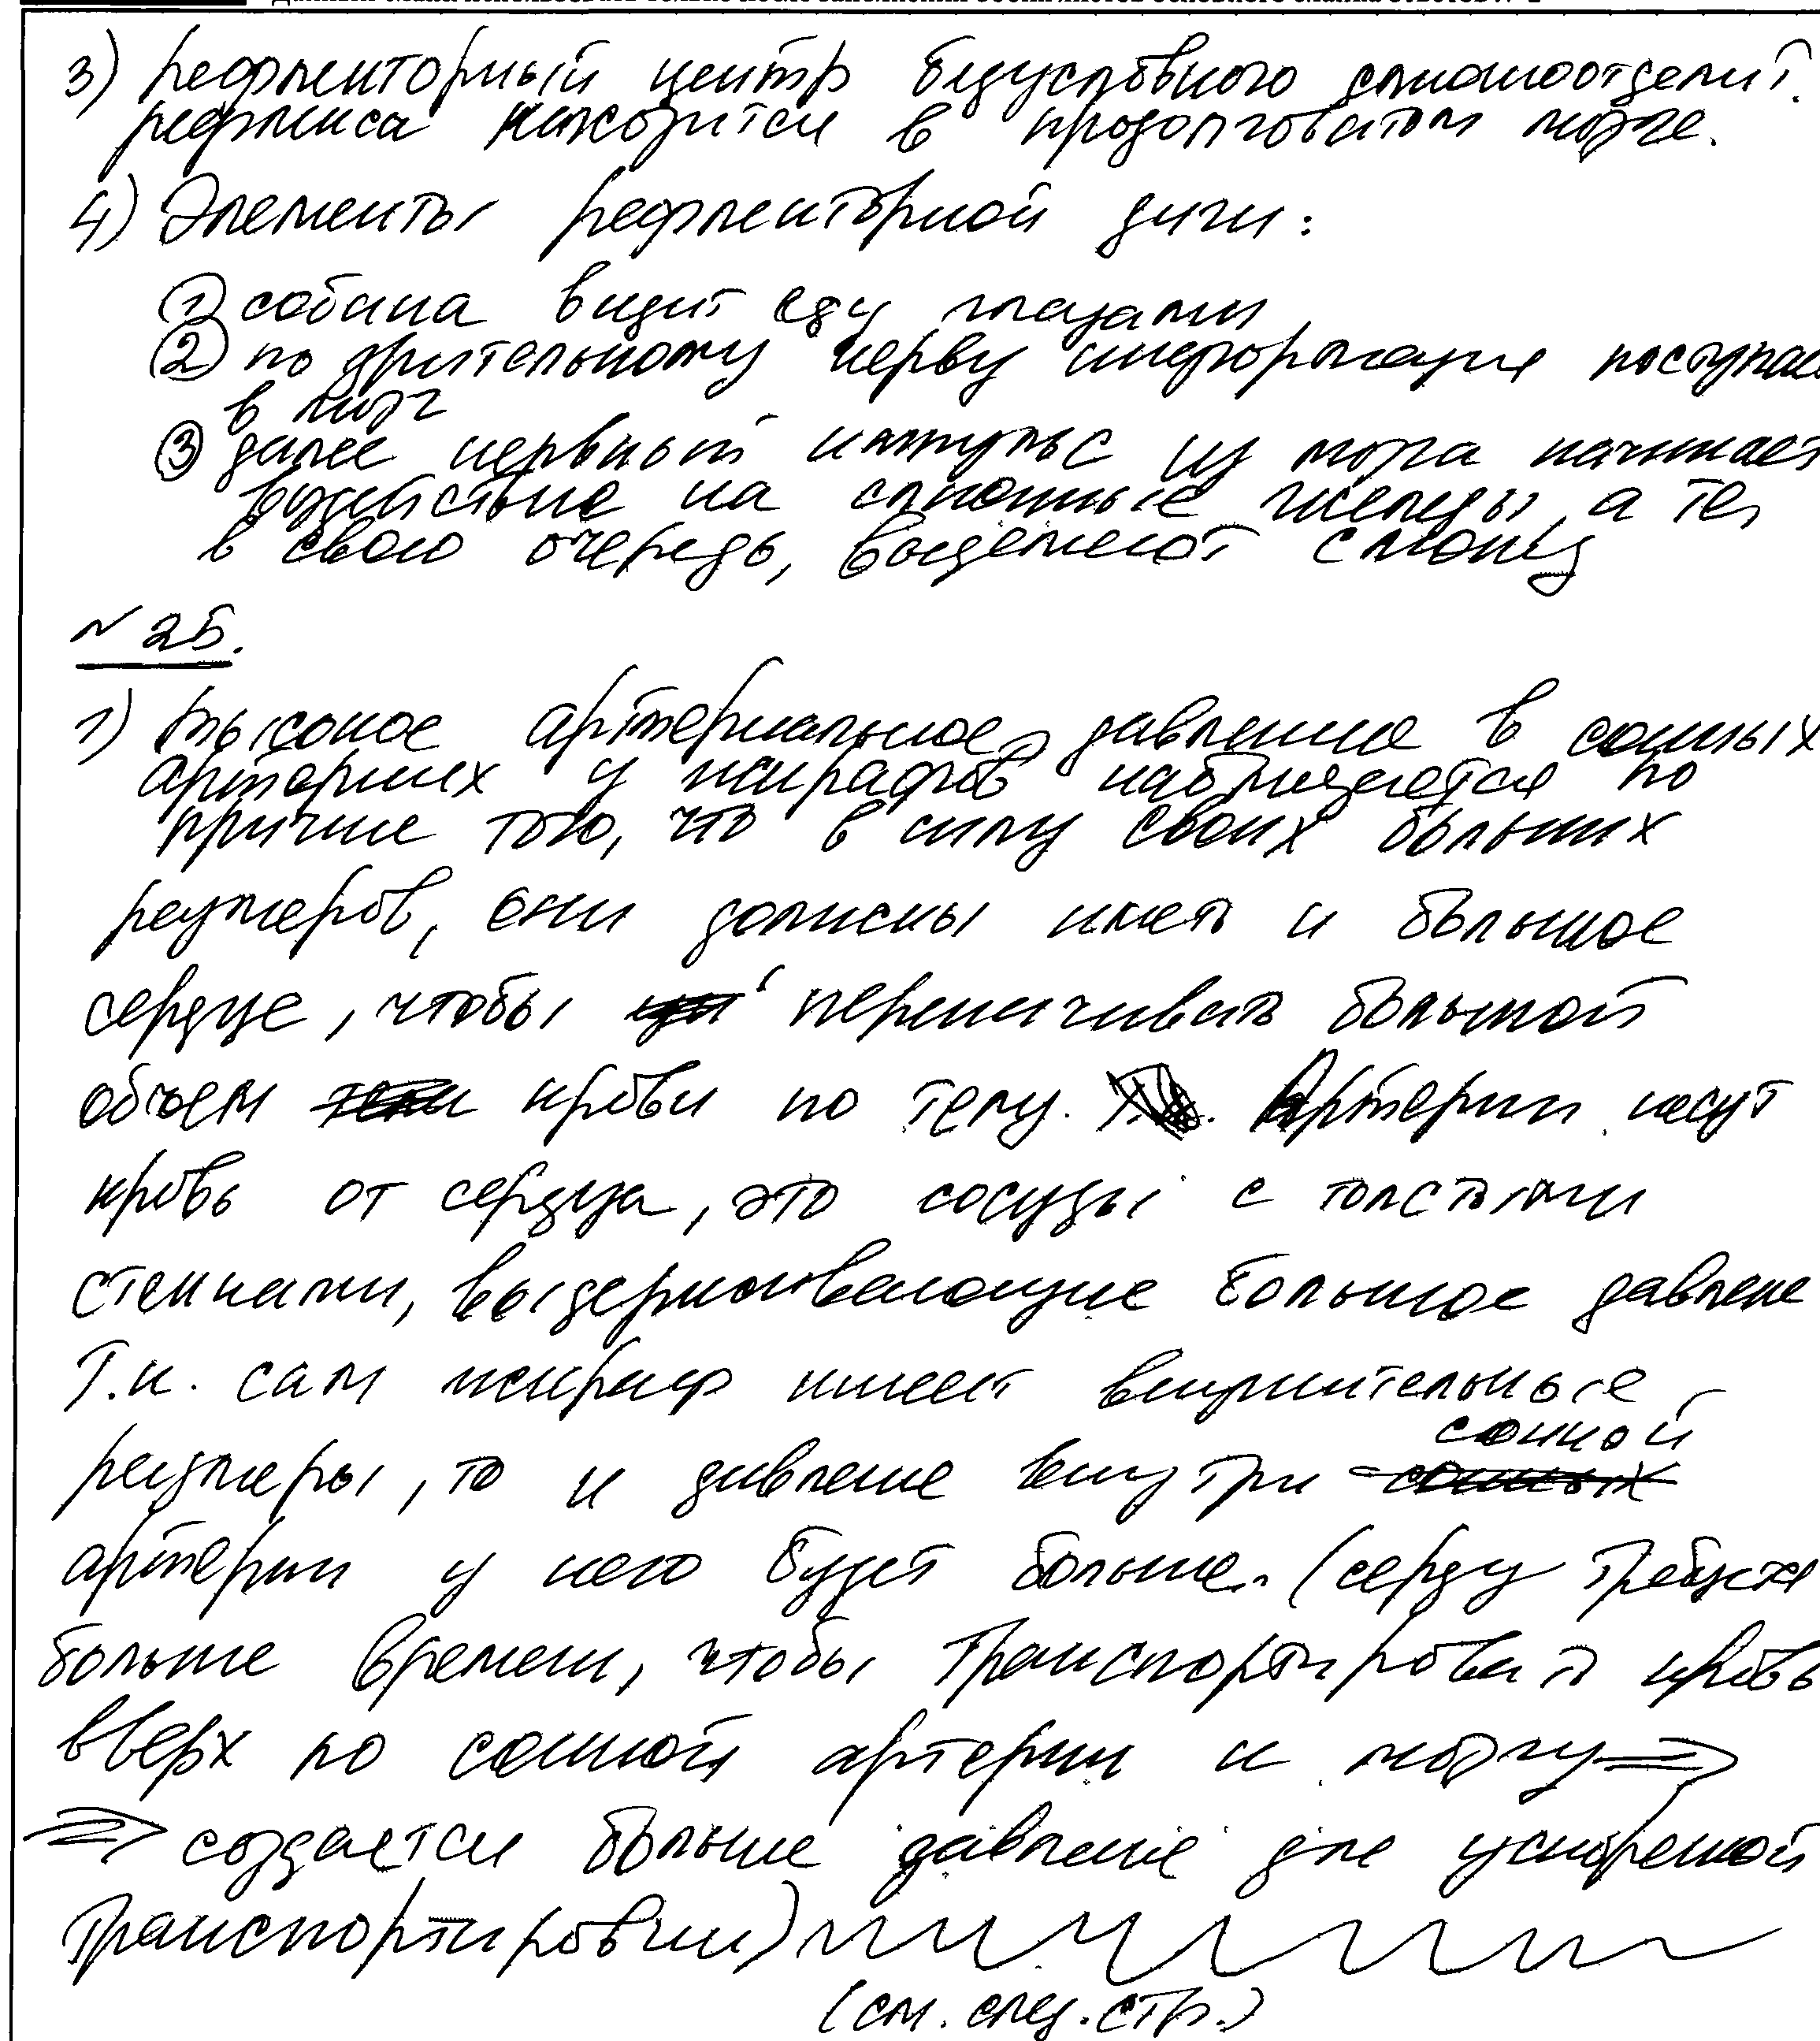 3) Рефлекторный центр безусловного слюноотделит.
рефлекса находится в продолговатом мозге.
4) Элементы рефлекторной дуги:
① собака видит еду глазами
② по зрительному нерву информация поступает
в мозг
③ далее нервный импульс из мозга начинает
воздействие на слюнные железы, а те,
в свою очередь, выделяют слюну
№ 25.
1) Высокое артериальное давление в сонных
артериях у жирафов наблюдается по
причине того, что в силу своих больших
размеров, они должны иметь и большое
сердце, чтобы перекачивать большой
объем крови по телу. Артерии несут
кровь от сердца, это сосуды с толстыми
стенками, выдерживающие большое давление
Т.к. сам жираф имеет внушительные
размеры, то и давление внутри сонной
артерии у него будет больше. (сердцу требуется
больше времени, чтобы транспортировать кровь
вверх по сонной артерии к мозгу ⇒
⇒ создается больше давление для ускоренной
транспортировки)
(см. след. стр.)